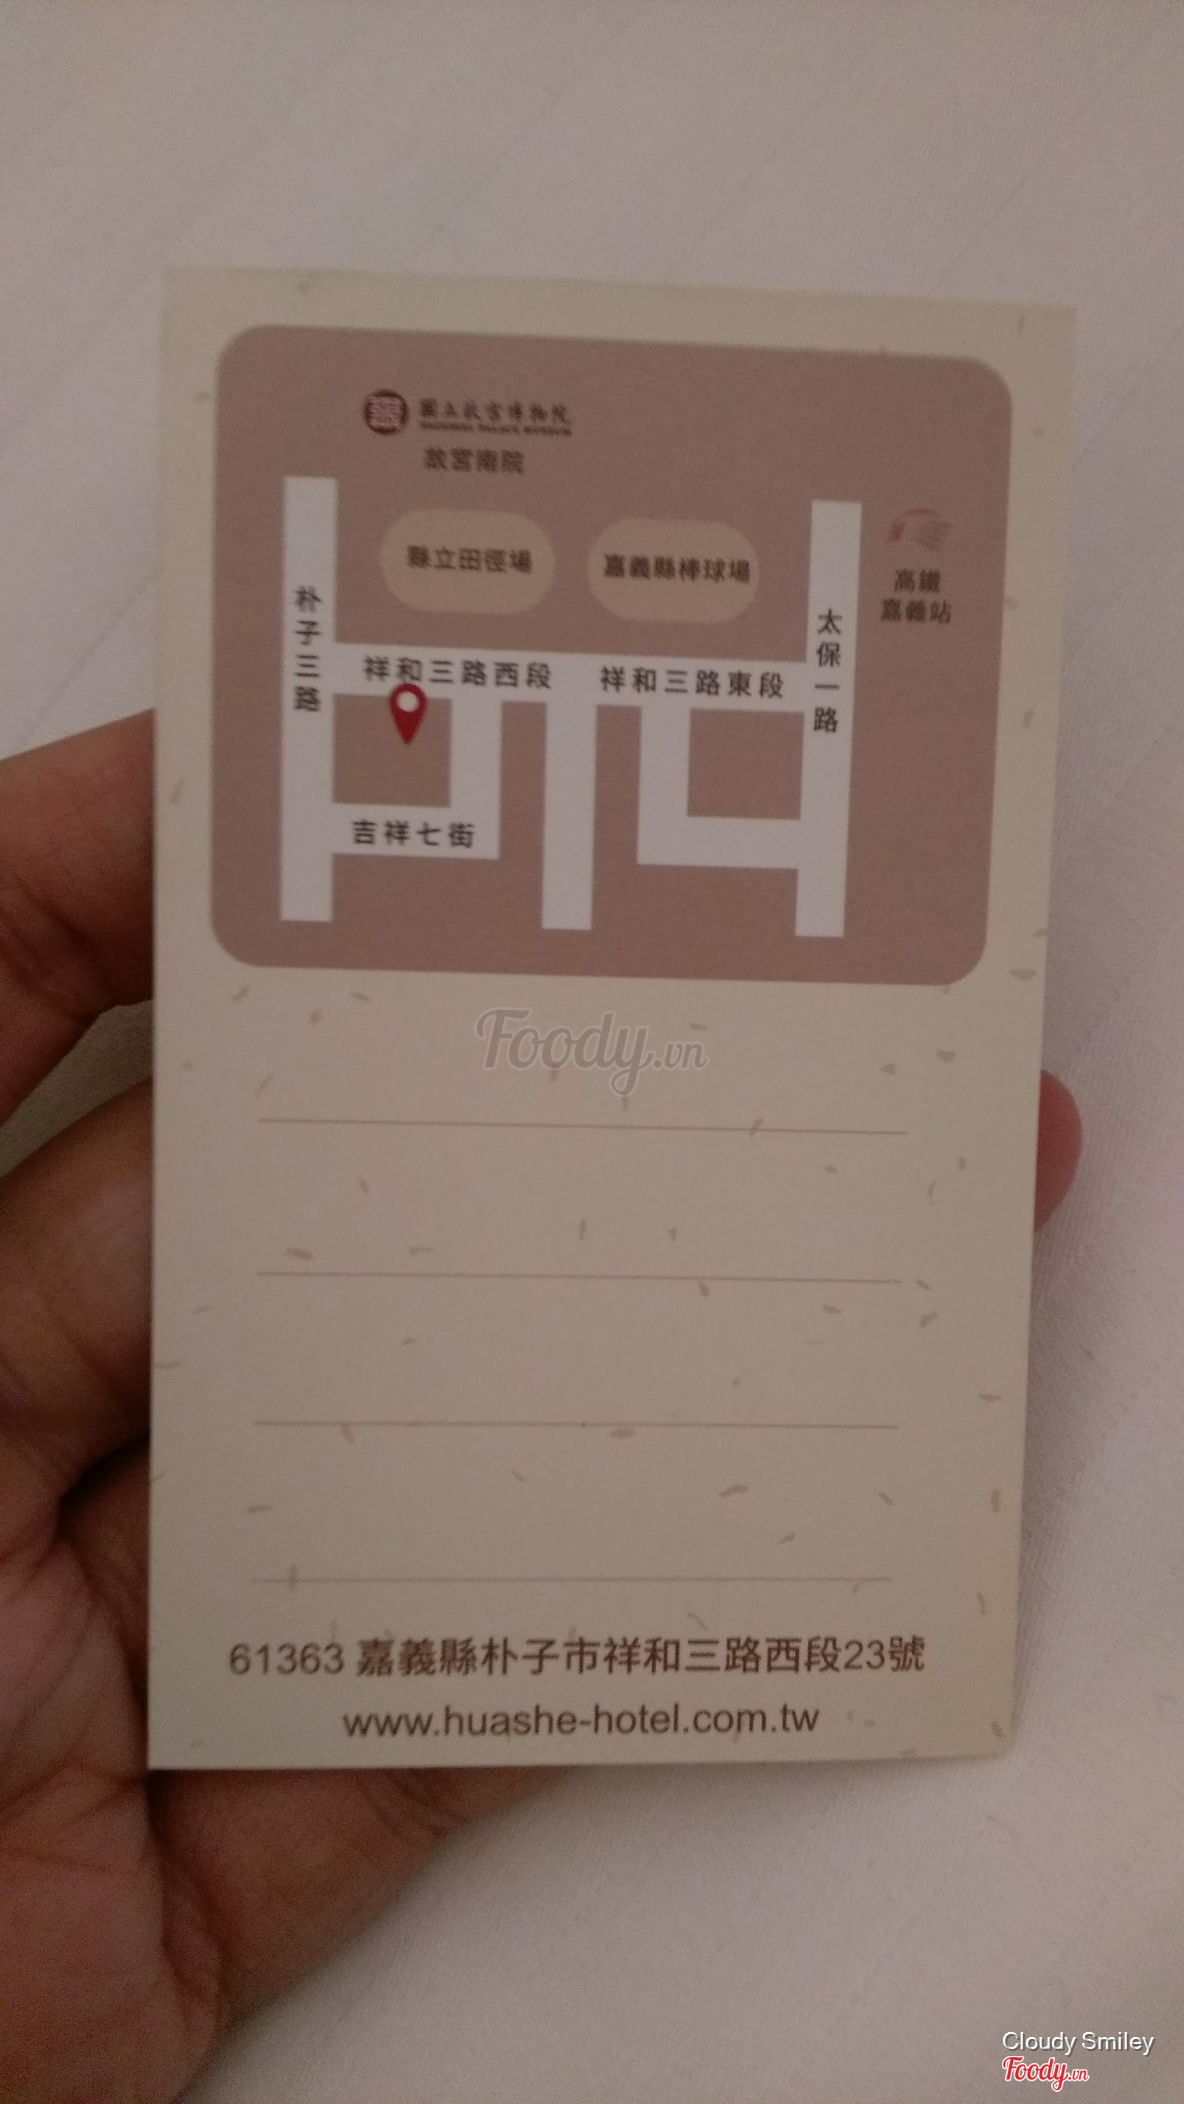 國立故宮博物院
NATIONAL PALACE MUSEUM
故宮南院
縣立田徑場
嘉義縣棒球場
高鐵
嘉義站
朴子三路
太保一路
祥和三路西段
祥和三路東段
吉祥七街
Foody.vn
61363 嘉義縣朴子市祥和三路西段23號
www.huashe-hotel.com.tw
Cloudy Smiley
Foody.vn